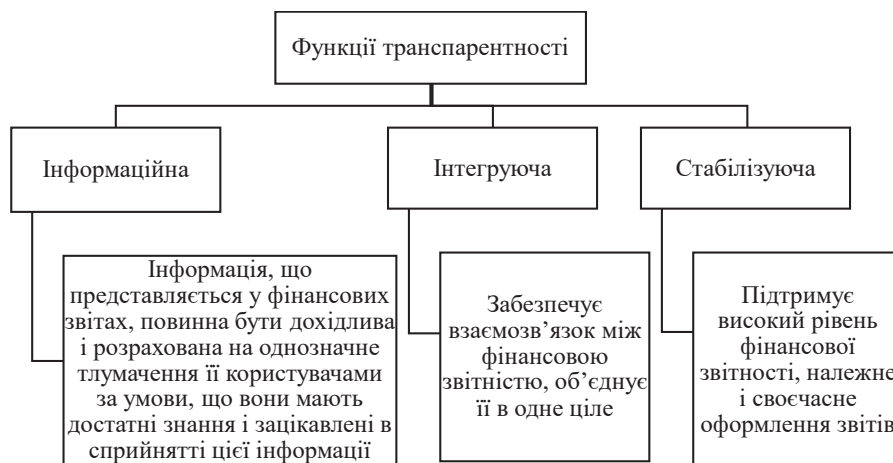 Функції транспарентності
Інформаційна
Інтегруюча
Стабілізуюча
Інформація, що
представляється у фінансових
звітах, повинна бути дохідлива
і розрахована на однозначне
тлумачення її користувачами
за умови, що вони мають
достатні знання і зацікавлені в
сприйнятті цієї інформації
Забезпечує
взаємозв’язок між
фінансовою
звітністю, об’єднує
її в одне ціле
Підтримує
високий рівень
фінансової
звітності, належне
і своєчасне
оформлення звітів